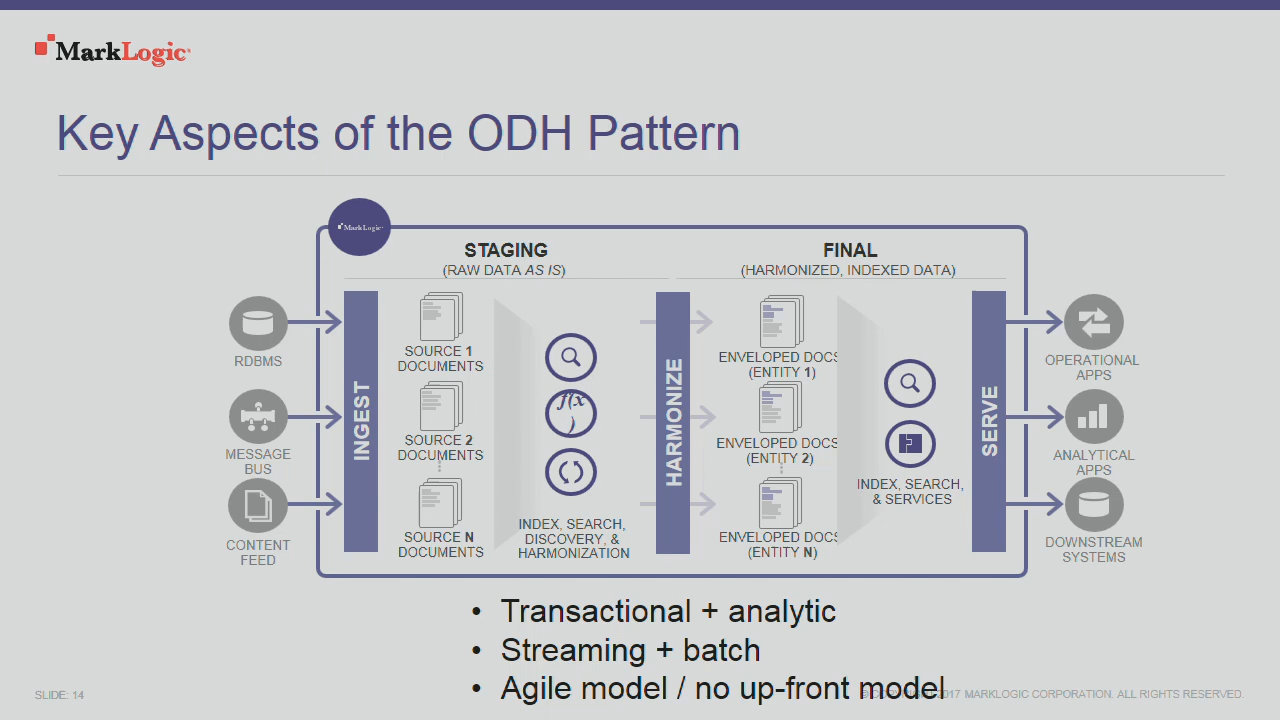 MarkLogic
Key Aspects of the ODH Pattern
MarkLogic
STAGING
(RAW DATA AS IS)
FINAL
(HARMONIZED, INDEXED DATA)
RDBMS
MESSAGE
BUS
CONTENT
FEED
INGEST
SOURCE 1
DOCUMENTS
SOURCE 2
DOCUMENTS
SOURCE N
DOCUMENTS
f(x
)
INDEX, SEARCH,
DISCOVERY, &
HARMONIZATION
HARMONIZE
ENVELOPED DOCS
(ENTITY 1)
ENVELOPED DOCS
(ENTITY 2)
ENVELOPED DOCS
(ENTITY N)
INDEX, SEARCH,
& SERVICES
SERVE
OPERATIONAL
APPS
ANALYTICAL
APPS
DOWNSTREAM
SYSTEMS
• Transactional + analytic
• Streaming + batch
• Agile model / no up-front model
SLIDE: 14
2017 MARKLOGIC CORPORATION. ALL RIGHTS RESERVED.